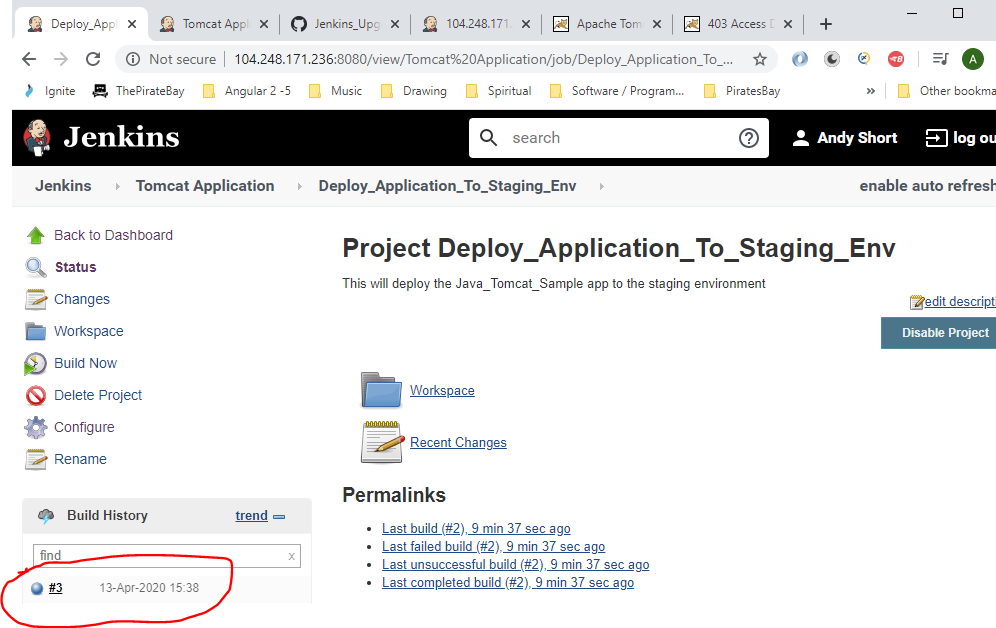 Deploy_Appl
Tomcat Appl
Jenkins_Upg
104.248.171.
Apache Tom
403 Access D
Not secure
104.248.171.236:8080/view/Tomcat%20Application/job/Deploy_Application_To_...
A
Ignite
ThePirateBay
Angular 2 -5
Music
Drawing
Spiritual
Software / Program...
PiratesBay
»
Other bookma
Jenkins
search
Andy Short
log ou
Jenkins
Tomcat Application
Deploy_Application_To_Staging_Env
enable auto refresh
Back to Dashboard
Status
Changes
Workspace
Build Now
Delete Project
Configure
Rename
Project Deploy_Application_To_Staging_Env
This will deploy the Java_Tomcat_Sample app to the staging environment
edit descripti
Disable Project
Workspace
Recent Changes
Permalinks
Last build (#2), 9 min 37 sec ago
Last failed build (#2), 9 min 37 sec ago
Last unsuccessful build (#2), 9 min 37 sec ago
Last completed build (#2), 9 min 37 sec ago
Build History
trend
find
x
#3
13-Apr-2020 15:38